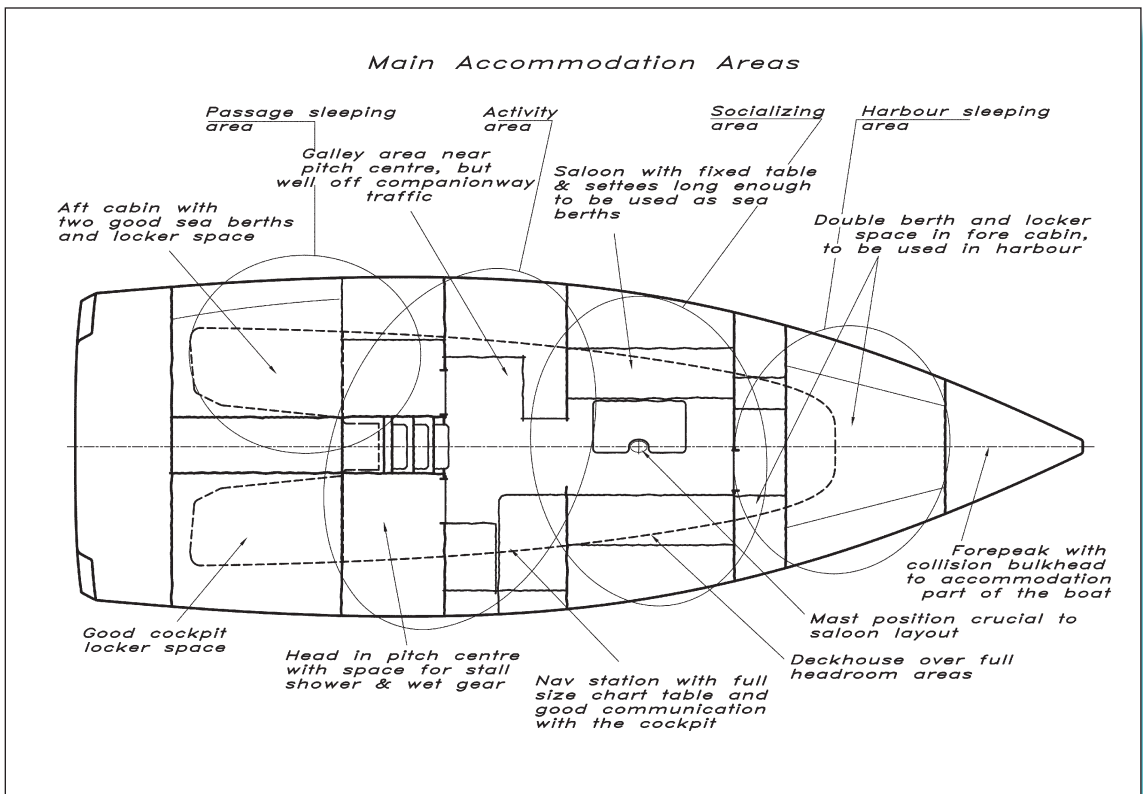 Main Accommodation Areas
Passage sleeping
area
Activity
area
Socializing
area
Harbour sleeping
area
Galley area near
pitch centre, but
well off companionway
traffic
Saloon with fixed table
& settees long enough
to be used as sea
berths
Aft cabin with
two good sea berths
and locker space
Double berth and locker
space in fore cabin,
to be used in harbour
Forepeak with
collision bulkhead
to accommodation
part of the boat
Mast position crucial to
saloon layout
Good cockpit
locker space
Head in pitch centre
with space for stall
shower & wet gear
Deckhouse over full
headroom areas
Nav station with full
size chart table and
good communication
with the cockpit